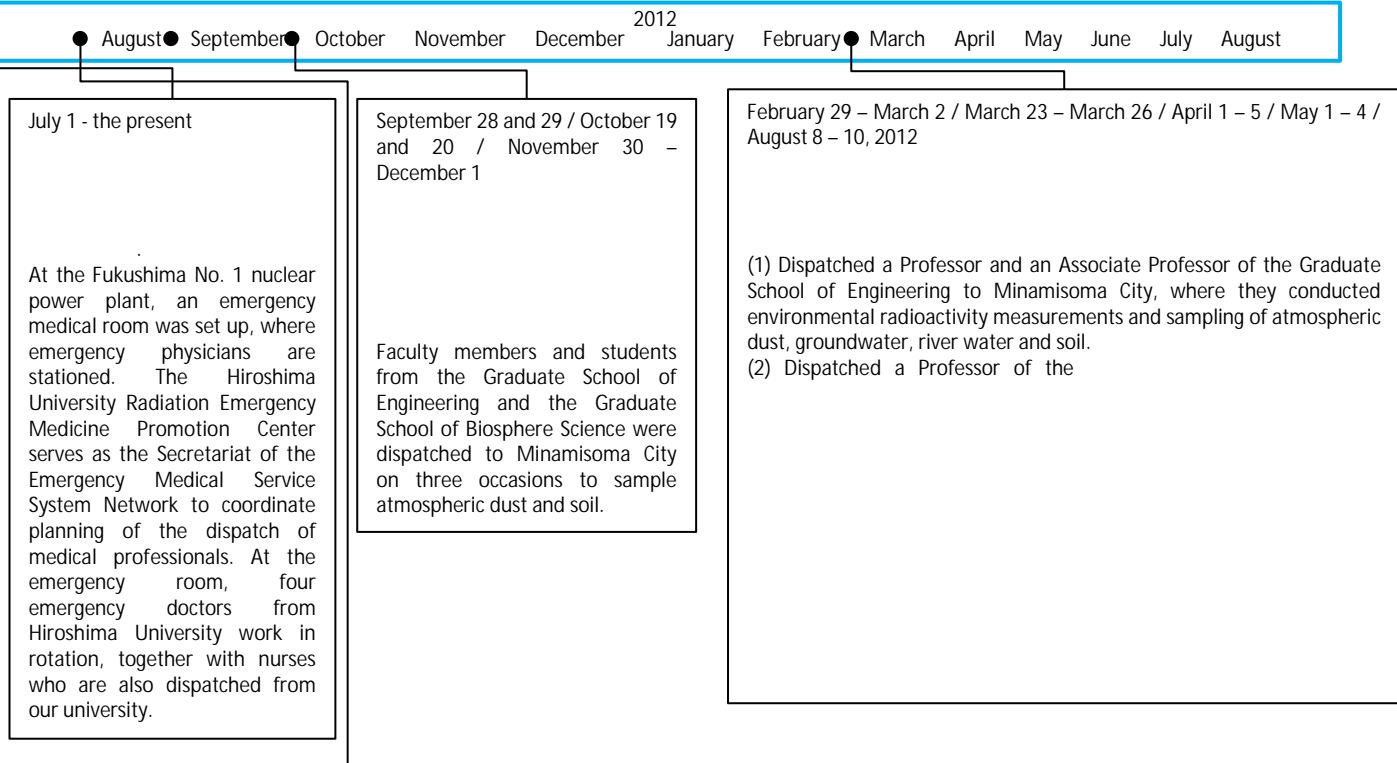 2012
August September October November December January February March April May June July August
July 1 - the present
.
At the Fukushima No. 1 nuclear
power plant, an emergency
medical room was set up, where
emergency physicians are
stationed. The Hiroshima
University Radiation Emergency
Medicine Promotion Center
serves as the Secretariat of the
Emergency Medical Service
System Network to coordinate
planning of the dispatch of
medical professionals. At the
emergency room, four
emergency doctors from
Hiroshima University work in
rotation, together with nurses
who are also dispatched from
our university.
September 28 and 29 / October 19
and 20 / November 30 –
December 1
Faculty members and students
from the Graduate School of
Engineering and the Graduate
School of Biosphere Science were
dispatched to Minamisoma City
on three occasions to sample
atmospheric dust and soil.
February 29 – March 2 / March 23 – March 26 / April 1 – 5 / May 1 – 4 /
August 8 – 10, 2012
(1) Dispatched a Professor and an Associate Professor of the Graduate
School of Engineering to Minamisoma City, where they conducted
environmental radioactivity measurements and sampling of atmospheric
dust, groundwater, river water and soil.
(2) Dispatched a Professor of the